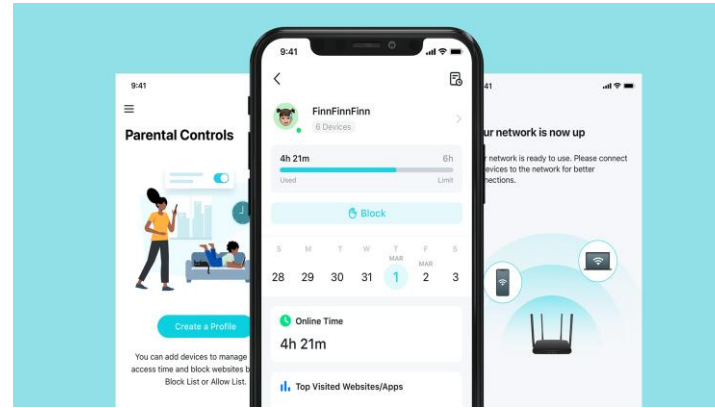 9:41
Parental Controls
Create a Profile
You can add devices to manage
access time and block websites b
Block List or Allow List.
9:41
FinnFinnFinn
6 Devices
4h 21m 6h
Used Limit
Block
S M T W T F S
MAR MAR
28 29 30 31 1 2 3
Online Time
4h 21m
Top Visited Websites/Apps
41
ur network is now up
r network is ready to use. Please connect
evices to the network for better
nections.